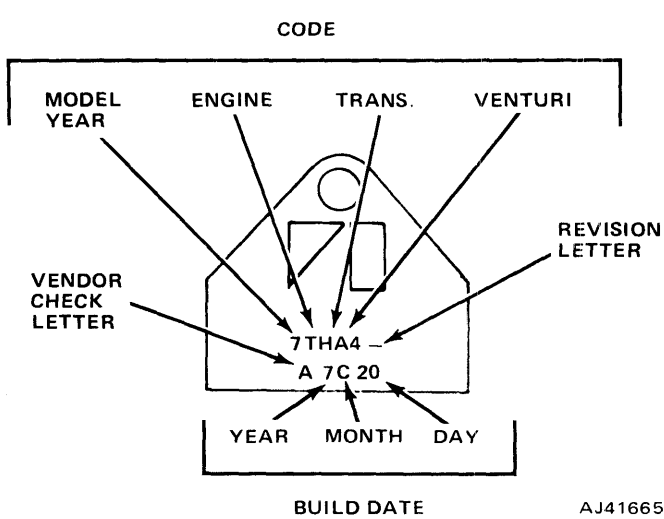 CODE
MODEL YEAR
ENGINE
TRANS.
VENTURI
REVISION LETTER
VENDOR CHECK LETTER
7THA4 –
A 7C 20
YEAR
MONTH
DAY
BUILD DATE
AJ41665